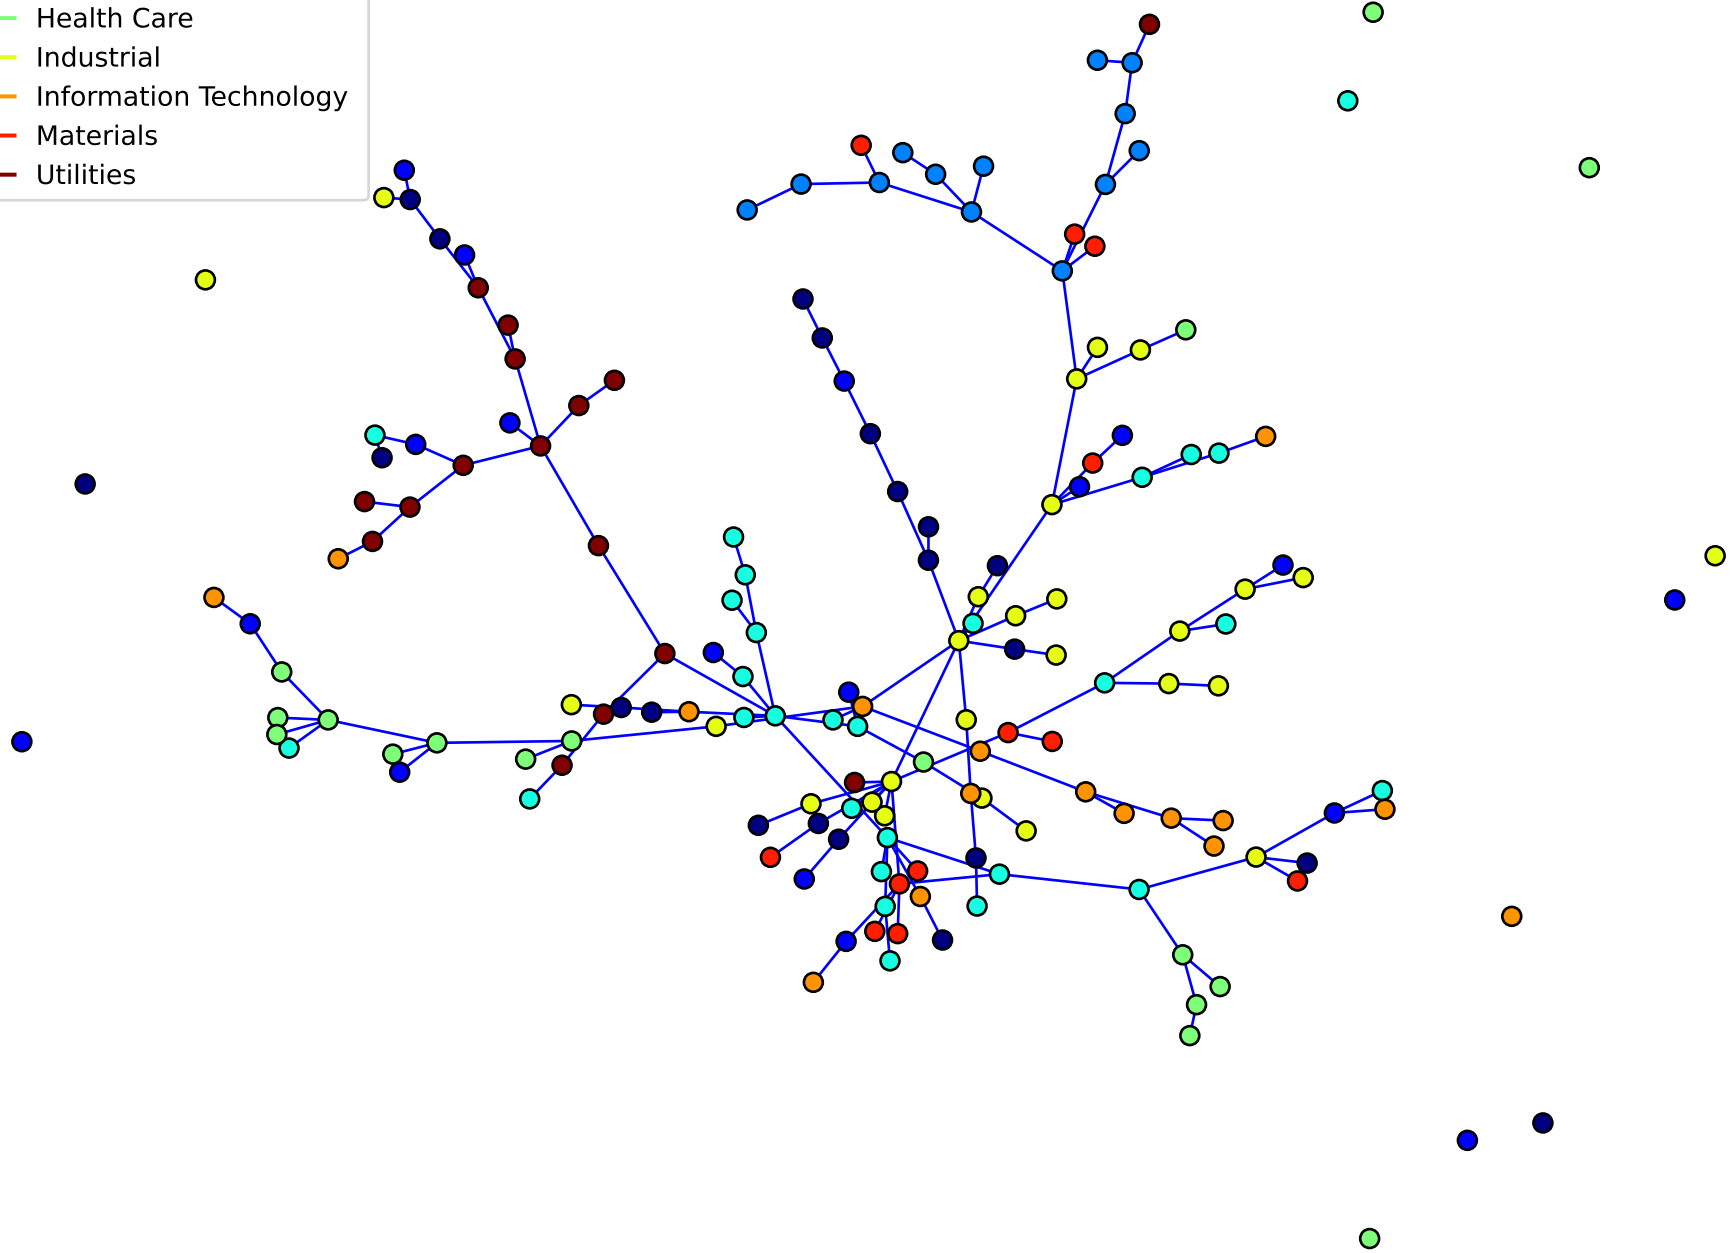 Health Care
Industrial
Information Technology
Materials
Utilities